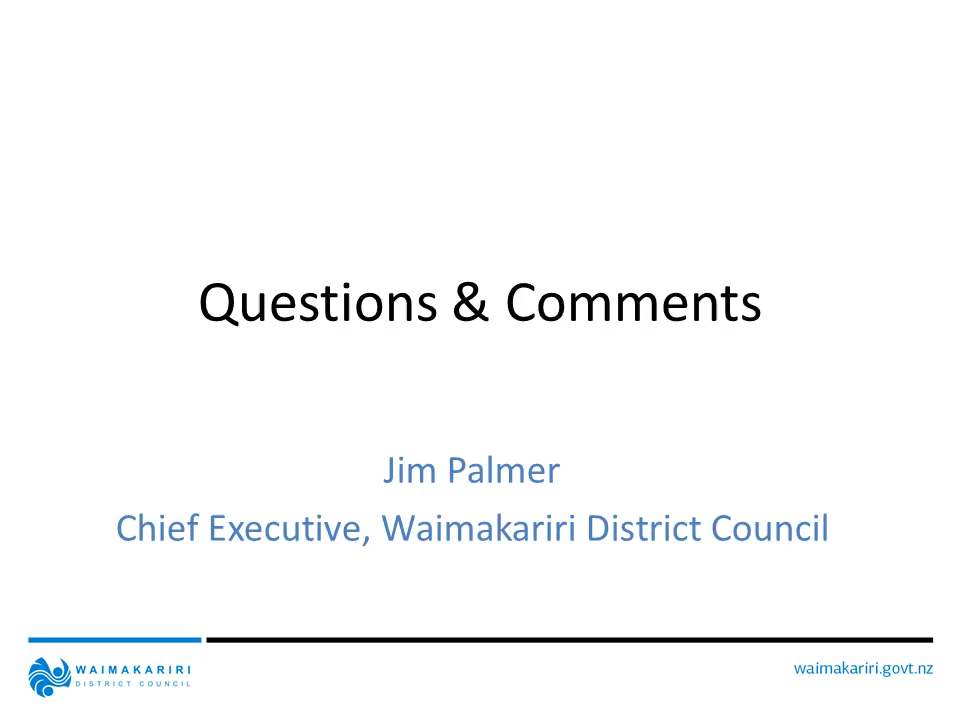 Questions & Comments
Jim Palmer
Chief Executive, Waimakariri District Council
WAIMAKARIRI
DISTRICT COUNCIL
waimakariri.govt.nz